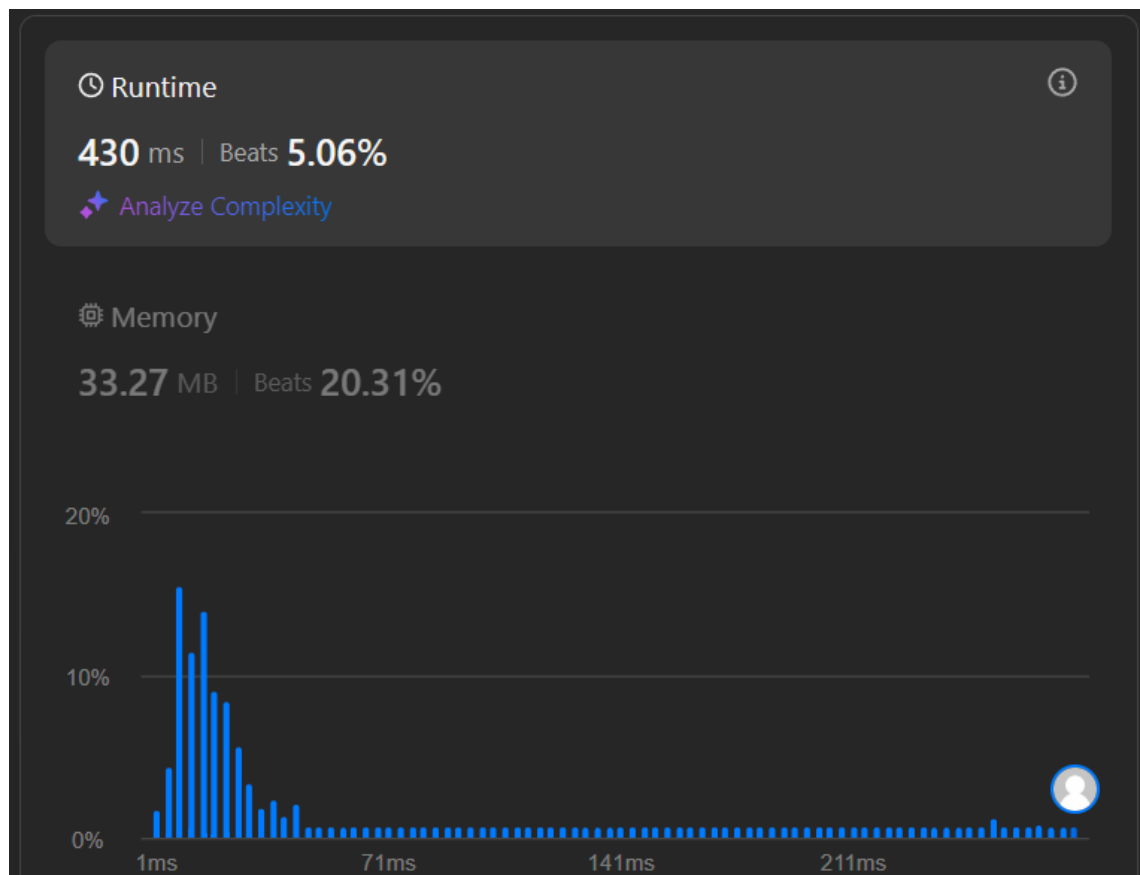 Runtime
430 ms | Beats 5.06%
Analyze Complexity
Memory
33.27 MB | Beats 20.31%
20%
10%
0%
1ms 71ms 141ms 211ms